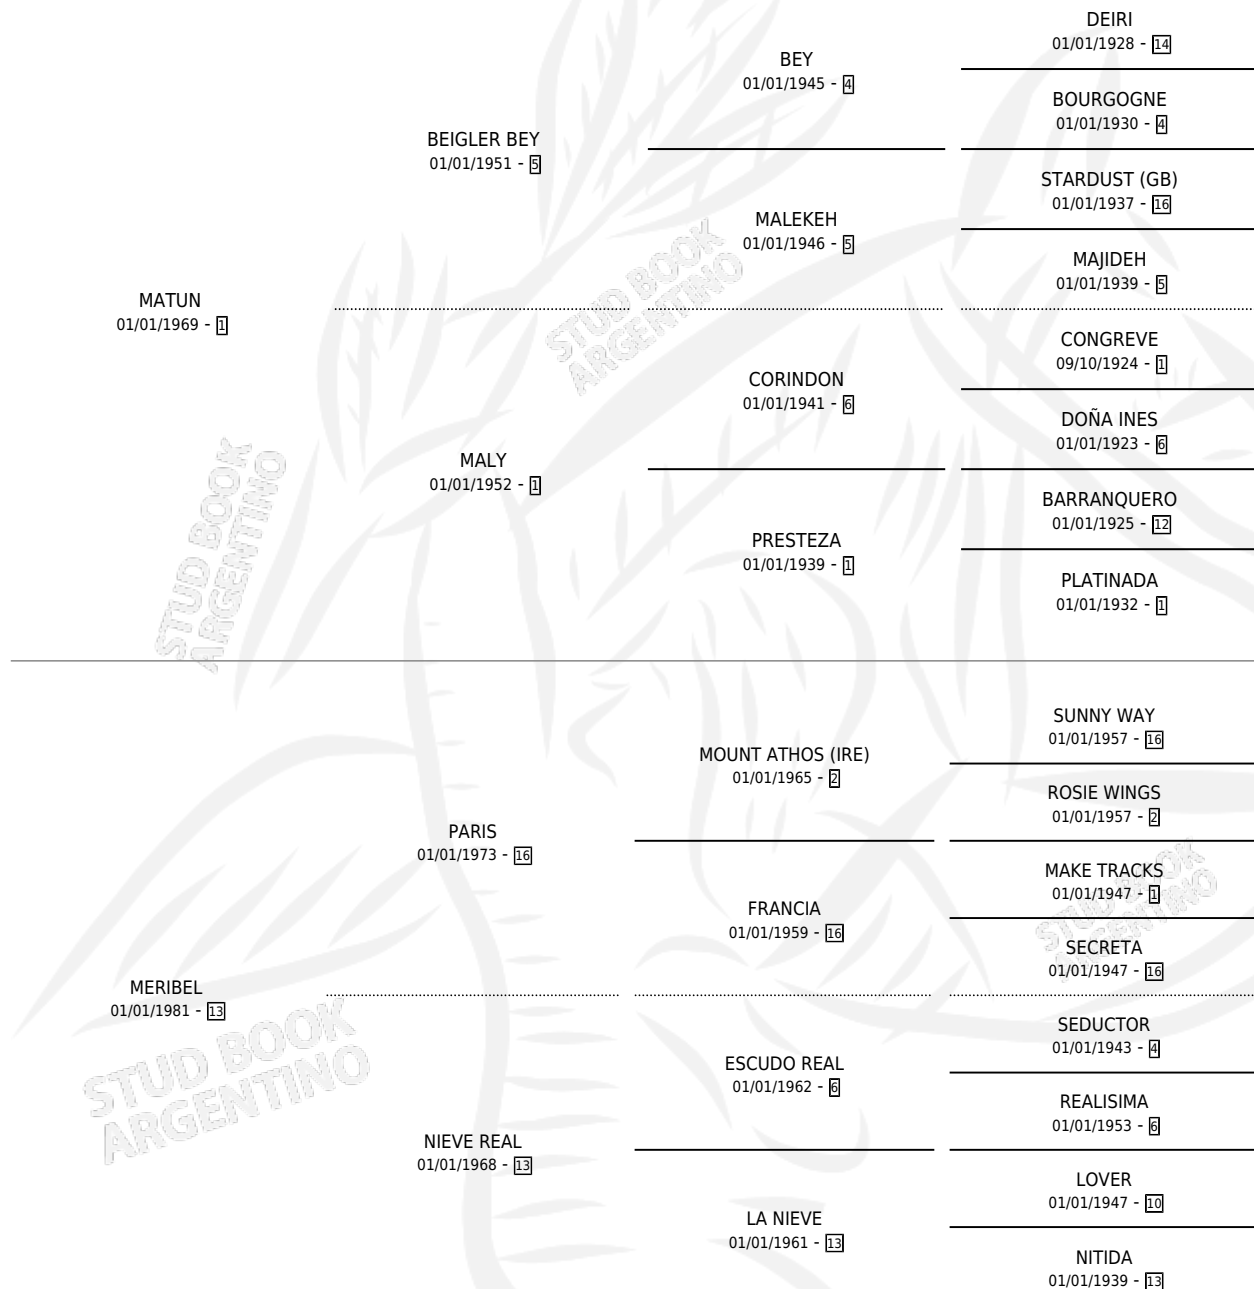 DEIRI
01/01/1928 - 14
BEY
01/01/1945 - 4
BOURGOGNE
01/01/1930 - 4
BEIGLER BEY
01/01/1951 - 5
STARDUST (GB)
01/01/1937 - 16
MALEKEH
01/01/1946 - 5
MAJIDEH
01/01/1939 - 5
MATUN
01/01/1969 - 1
CONGREVE
09/10/1924 - 1
CORINDON
01/01/1941 - 6
DOÑA INES
01/01/1923 - 6
MALY
01/01/1952 - 1
BARRANQUERO
01/01/1925 - 12
PRESTEZA
01/01/1939 - 1
PLATINADA
01/01/1932 - 1
SUNNY WAY
01/01/1957 - 16
MOUNT ATHOS (IRE)
01/01/1965 - 2
ROSIE WINGS
01/01/1957 - 2
PARIS
01/01/1973 - 16
MAKE TRACKS
01/01/1947 - 1
FRANCIA
01/01/1959 - 16
SECRETA
01/01/1947 - 16
MERIBEL
01/01/1981 - 13
SEDUCTOR
01/01/1943 - 4
ESCUDO REAL
01/01/1962 - 6
REALISIMA
01/01/1953 - 6
NIEVE REAL
01/01/1968 - 13
LOVER
01/01/1947 - 10
LA NIEVE
01/01/1961 - 13
NITIDA
01/01/1939 - 13
STUD BOOK
ARGENTINO
STUD BOOK
ARGENTINO
STUD BOOK
ARGENTINO
STUD BOOK
ARGENTINO